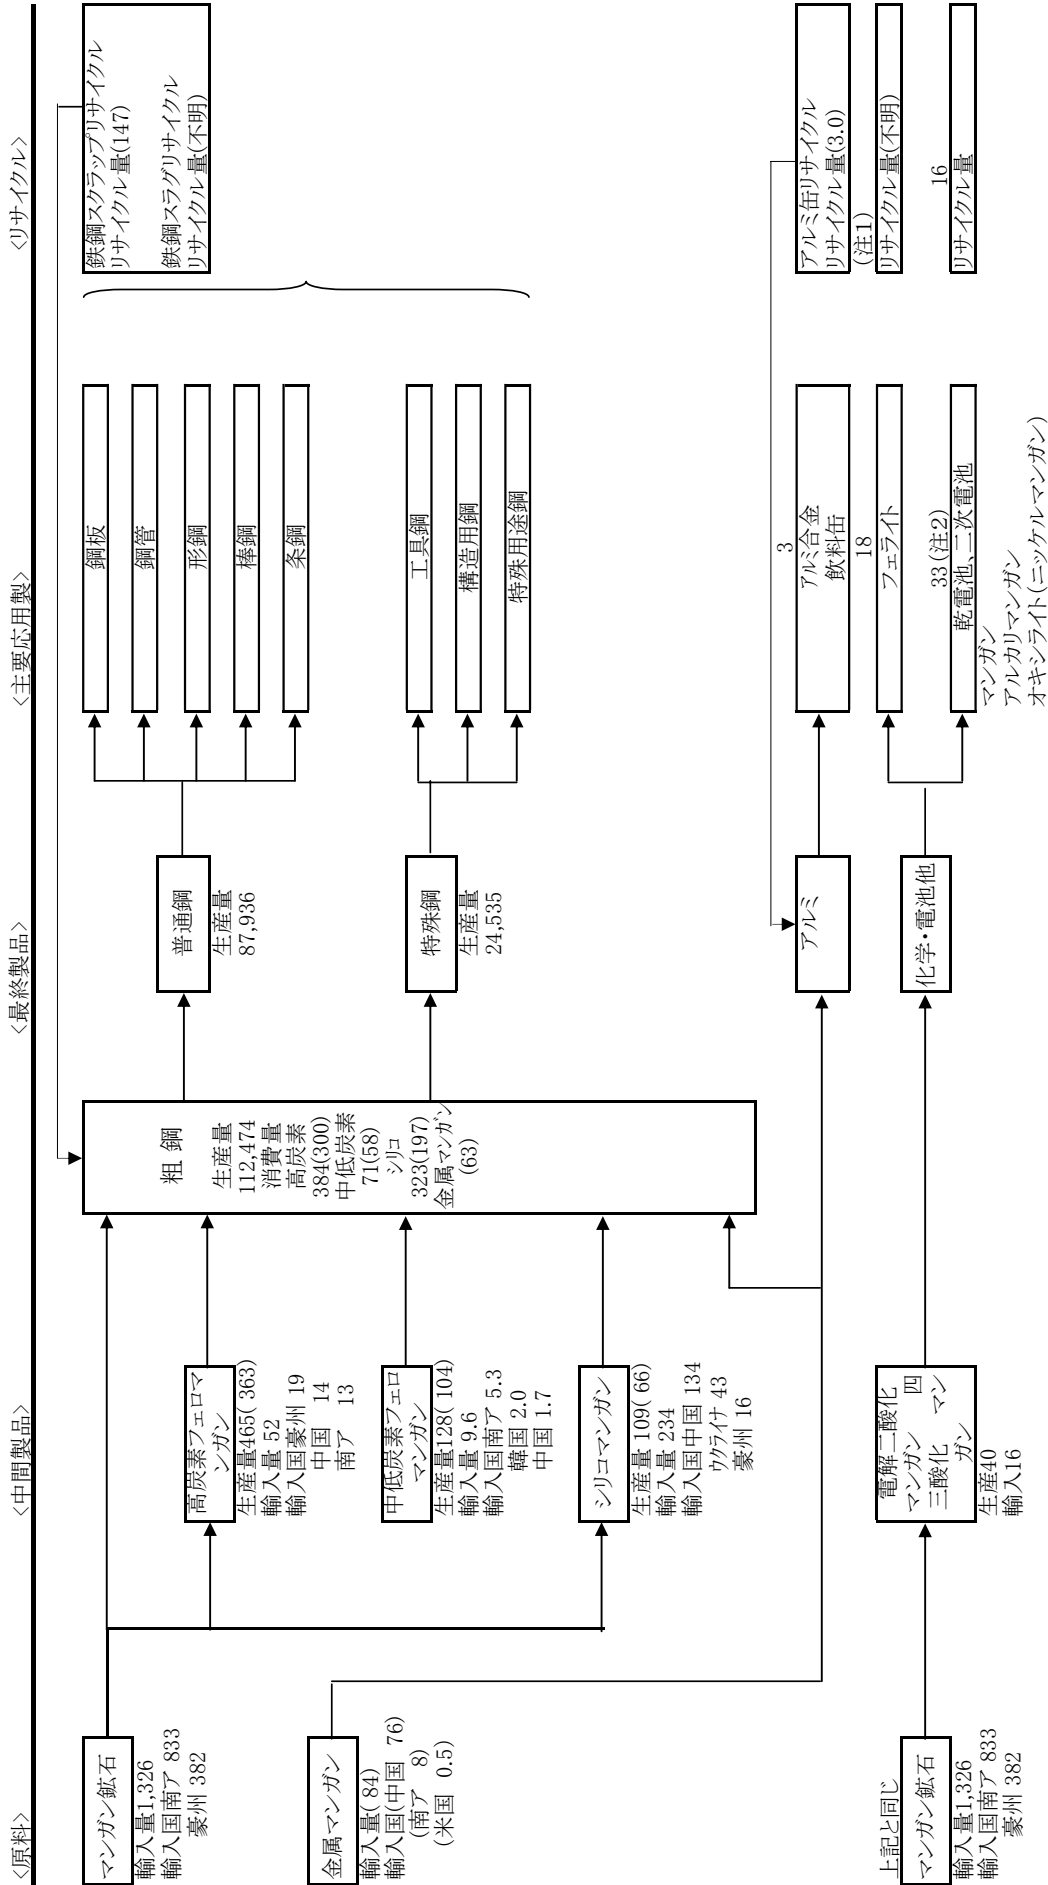 <原料>
<中間製品>
<最終製品>
<主要応用製>
<リサイクル>
マンガン鉱石
輸入量1,326
輸入国南ア 833
豪州 382
金属マンガン
輸入量( 84)
輸入国(中国 76)
(南ア 8)
(米国 0.5)
上記と同じ
マンガン鉱石
輸入量1,326
輸入国南ア 833
豪州 382
高炭素フェロマ
ンガン
生産量465( 363)
輸入量 52
輸入国豪州 19
中国 14
南ア 13
中低炭素フェロ
マンガン
生産量128( 104)
輸入量 9.6
輸入国南ア 5.3
韓国 2.0
中国 1.7
シリコマンガン
生産量 109( 66)
輸入量 234
輸入国中国 134
ウクライナ 43
豪州 16
電解二酸化
マンガン 四
三酸化 マン
ガン
生産40
輸入16
粗 鋼
生産量
112,474
消費量
高炭素
384(300)
中低炭素
71(58)
シリコ
323(197)
金属マンガン
(63)
普通鋼
生産量
87,936
特殊鋼
生産量
24,535
アルミ
化学・電池他
鋼板
鋼管
形鋼
棒鋼
条鋼
工具鋼
構造用鋼
特殊用途鋼
3
アルミ合金
飲料缶
18
フェライト
33(注2)
乾電池、二次電池
マンガン
アルカリマンガン
オキシライト(ニッケルマンガン)
鉄鋼スクラップリサイクル
リサイクル量(147)
鉄鋼スラグリサイクル
リサイクル量(不明)
アルミ缶リサイクル
リサイクル量(3.0)
(注1)
リサイクル量(不明)
16
リサイクル量